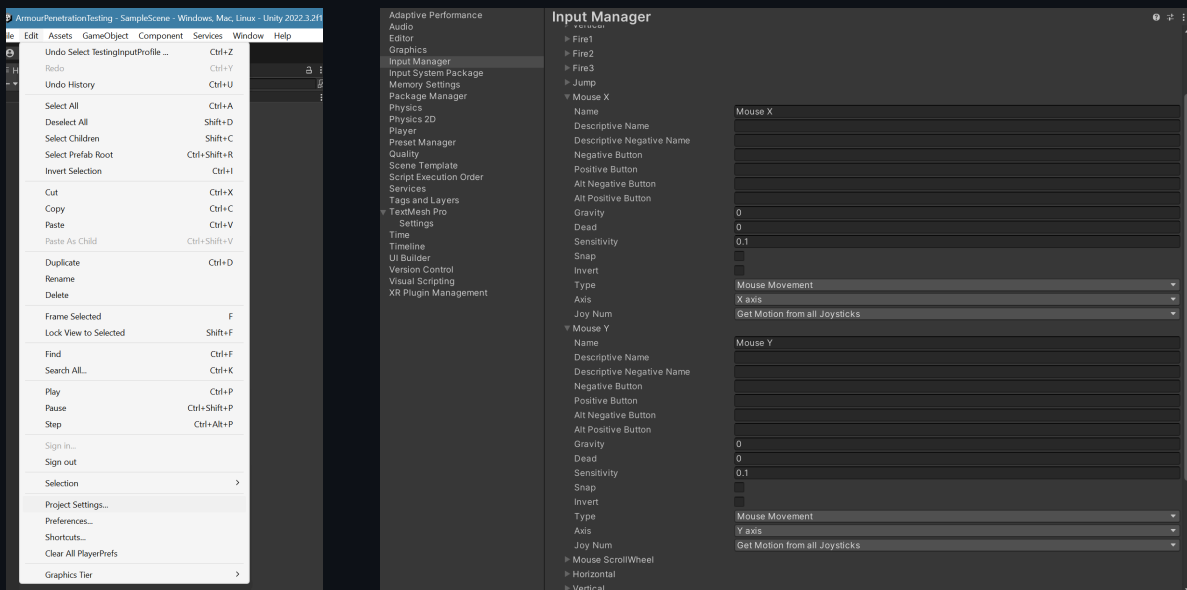 ArmourPenetrationTesting - SampleScene - Windows, Mac, Linux - Unity 2022.3.2f1
Edit Assets GameObject Component Services Window Help
Undo Select TestingInputProfile ... Ctrl+Z
Redo Ctrl+Y
Undo History Ctrl+U
Select All Ctrl+A
Deselect All Shift+D
Select Children Shift+C
Select Prefab Root Ctrl+Shift+R
Invert Selection Ctrl+I
Cut Ctrl+X
Copy Ctrl+C
Paste Ctrl+V
Paste As Child Ctrl+Shift+V
Duplicate Ctrl+D
Rename
Delete
Frame Selected F
Lock View to Selected Shift+F
Find Ctrl+F
Search All... Ctrl+K
Play Ctrl+P
Pause Ctrl+Shift+P
Step Ctrl+Alt+P
Sign in...
Sign out
Selection
Project Settings...
Preferences...
Shortcuts...
Clear All PlayerPrefs
Graphics Tier
Adaptive Performance
Audio
Editor
Graphics
Input Manager
Input System Package
Memory Settings
Package Manager
Physics
Physics 2D
Player
Preset Manager
Quality
Scene Template
Script Execution Order
Services
Tags and Layers
TextMesh Pro
Settings
Time
Timeline
UI Builder
Version Control
Visual Scripting
XR Plugin Management
Input Manager
Vertical
Fire1
Fire2
Fire3
Jump
Mouse X
Name Mouse X
Descriptive Name
Descriptive Negative Name
Negative Button
Positive Button
Alt Negative Button
Alt Positive Button
Gravity 0
Dead 0
Sensitivity 0.1
Snap
Invert
Type Mouse Movement
Axis X axis
Joy Num Get Motion from all Joysticks
Mouse Y
Name Mouse Y
Descriptive Name
Descriptive Negative Name
Negative Button
Positive Button
Alt Negative Button
Alt Positive Button
Gravity 0
Dead 0
Sensitivity 0.1
Snap
Invert
Type Mouse Movement
Axis Y axis
Joy Num Get Motion from all Joysticks
Mouse ScrollWheel
Horizontal
Vertical